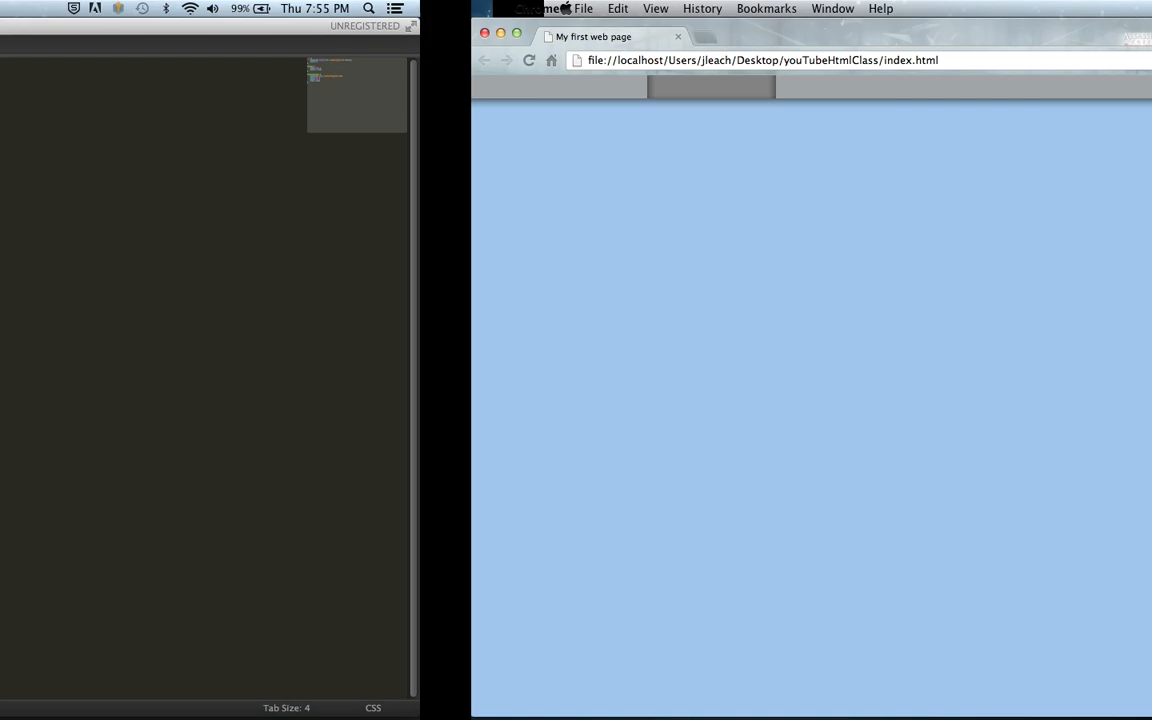 99% Thu 7:55 PM
UNREGISTERED
Tab Size: 4 CSS
Chrome File Edit View History Bookmarks Window Help
My first web page
file://localhost/Users/jleach/Desktop/youTubeHtmlClass/index.html